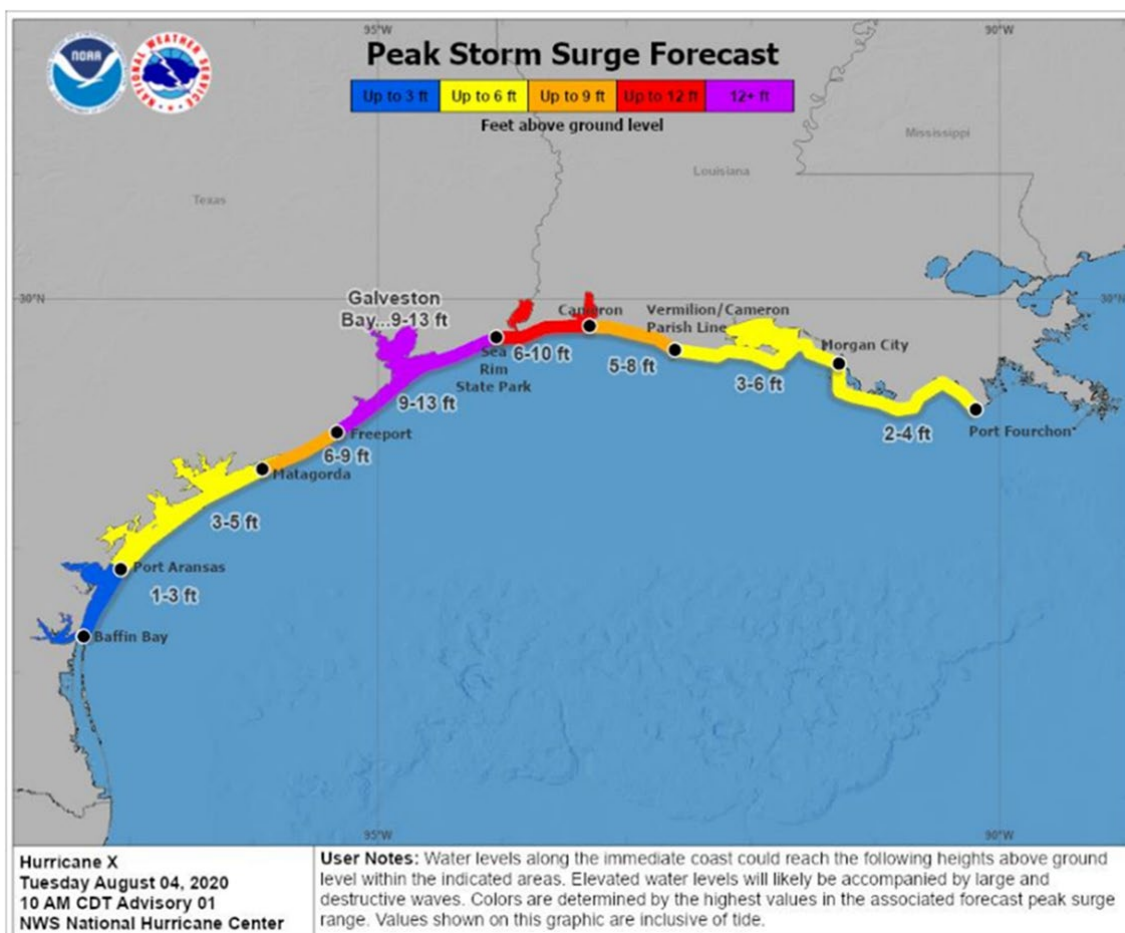 95°W
90°W
NOAA
NATIONAL WEATHER SERVICE
Peak Storm Surge Forecast
Up to 3 ft
Up to 6 ft
Up to 9 ft
Up to 12 ft
12+ ft
Feet above ground level
Mississippi
Louisiana
Texas
30°N
30°N
Galveston
Bay...9-13 ft
Cameron
Vermilion/Cameron
Parish Line
Morgan City
Sea
Rim
State Park
6-10 ft
5-8 ft
3-6 ft
9-13 ft
2-4 ft
Port Fourchon
Freeport
6-9 ft
Matagorda
3-5 ft
Port Aransas
1-3 ft
Baffin Bay
95°W
90°W
Hurricane X
Tuesday August 04, 2020
10 AM CDT Advisory 01
NWS National Hurricane Center
User Notes: Water levels along the immediate coast could reach the following heights above ground
level within the indicated areas. Elevated water levels will likely be accompanied by large and
destructive waves. Colors are determined by the highest values in the associated forecast peak surge
range. Values shown on this graphic are inclusive of tide.